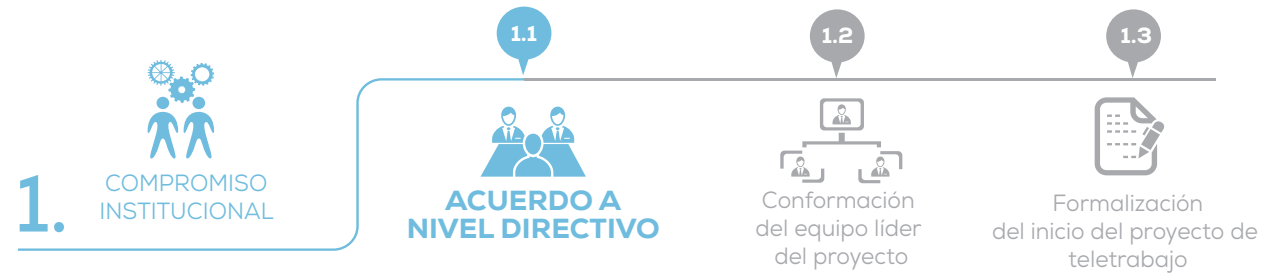 1.
COMPROMISO
INSTITUCIONAL
1.1
ACUERDO A
NIVEL DIRECTIVO
1.2
Conformación
del equipo líder
del proyecto
1.3
Formalización
del inicio del proyecto de
teletrabajo